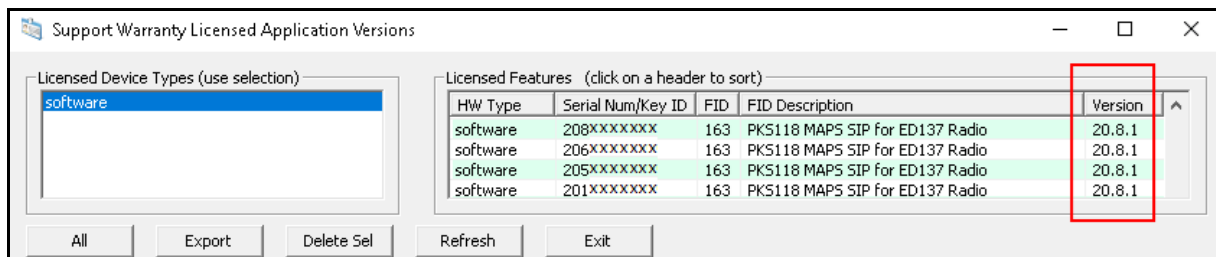 Support Warranty Licensed Application Versions
Licensed Device Types (use selection)
software
Licensed Features (click on a header to sort)
HW Type Serial Num/Key ID FID FID Description Version
software 208XXXXXXX 163 PKS118 MAPS SIP for ED137 Radio 20.8.1
software 206XXXXXXX 163 PKS118 MAPS SIP for ED137 Radio 20.8.1
software 205XXXXXXX 163 PKS118 MAPS SIP for ED137 Radio 20.8.1
software 201XXXXXXX 163 PKS118 MAPS SIP for ED137 Radio 20.8.1
All Export Delete Sel Refresh Exit